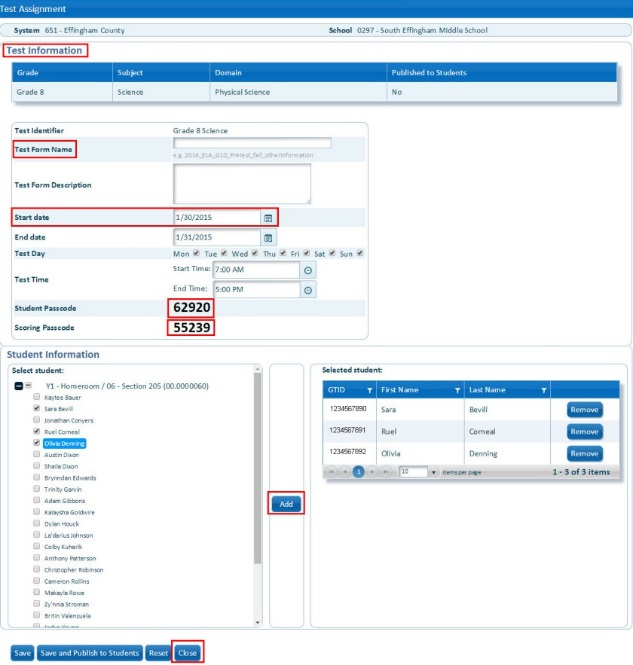 Test Assignment
System 651 - Effingham County School 0297 - South Effingham Middle School
Test Information
Grade Subject Domain Published to Students
Grade 8 Science Physical Science No
Test Identifier Grade 8 Science
Test Form Name
e.g. 2014_ELA_G10_Pretest_fall_otherInformation
Test Form Description
Start date 1/30/2015
End date 1/31/2015
Test Day Mon Tue Wed Thu Fri Sat Sun
Test Time Start Time: 7:00 AM
End Time: 5:00 PM
Student Passcode 62920
Scoring Passcode 55239
Student Information
Select student:
Y1 - Homeroom / 06 - Section 205 (00.0000060)
Kaytee Bauer
Sara Bevill
Jonathan Conyers
Ruel Corneal
Olivia Denning
Austin Dixon
Sheila Dixon
Brynndan Edwards
Trinity Garvin
Adam Gibbons
Kalaysha Goldwire
Dylan Houck
La'darius Johnson
Colby Kuharik
Anthony Patterson
Christopher Robinson
Cameron Rollins
Makayla Rowe
Zy'nnia Stroman
Britin Valenzuela
Add
Selected student:
GTID First Name Last Name
1234567890 Sara Bevill Remove
1234567891 Ruel Corneal Remove
1234567892 Olivia Denning Remove
1 10 items per page 1 - 3 of 3 items
Save Save and Publish to Students Reset Close